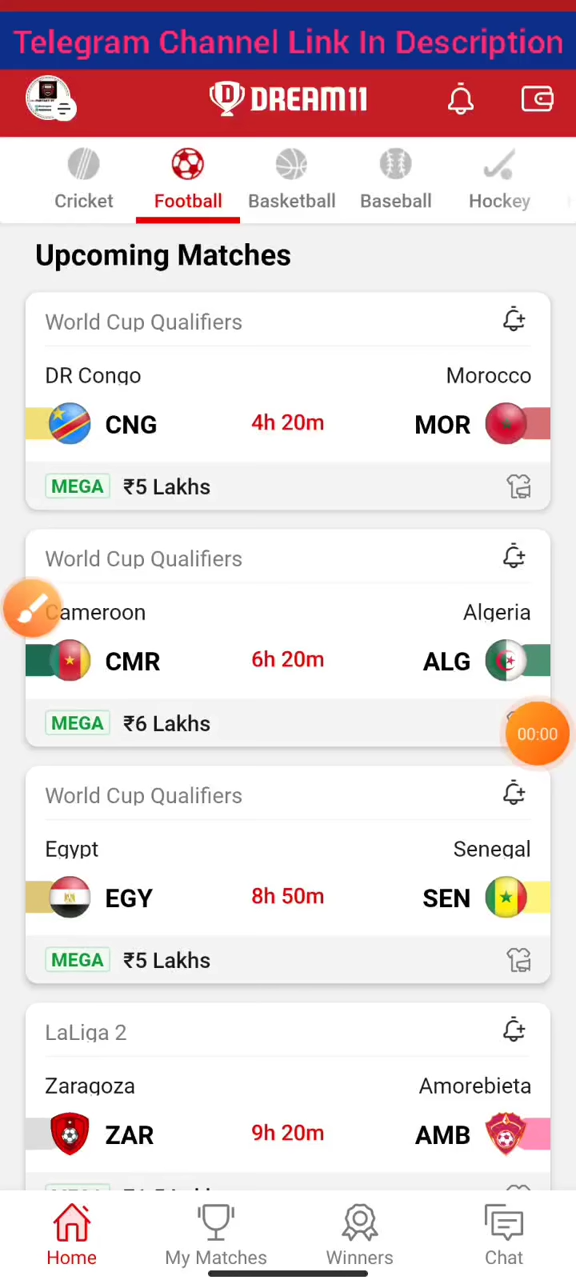 Telegram Channel Link In Description
DREAM11
Cricket Football Basketball Baseball Hockey
Upcoming Matches
World Cup Qualifiers
DR Congo Morocco
CNG 4h 20m MOR
MEGA ₹5 Lakhs
World Cup Qualifiers
Cameroon Algeria
CMR 6h 20m ALG
MEGA ₹6 Lakhs
00:00
World Cup Qualifiers
Egypt Senegal
EGY 8h 50m SEN
MEGA ₹5 Lakhs
LaLiga 2
Zaragoza Amorebieta
ZAR 9h 20m AMB
Home My Matches Winners Chat